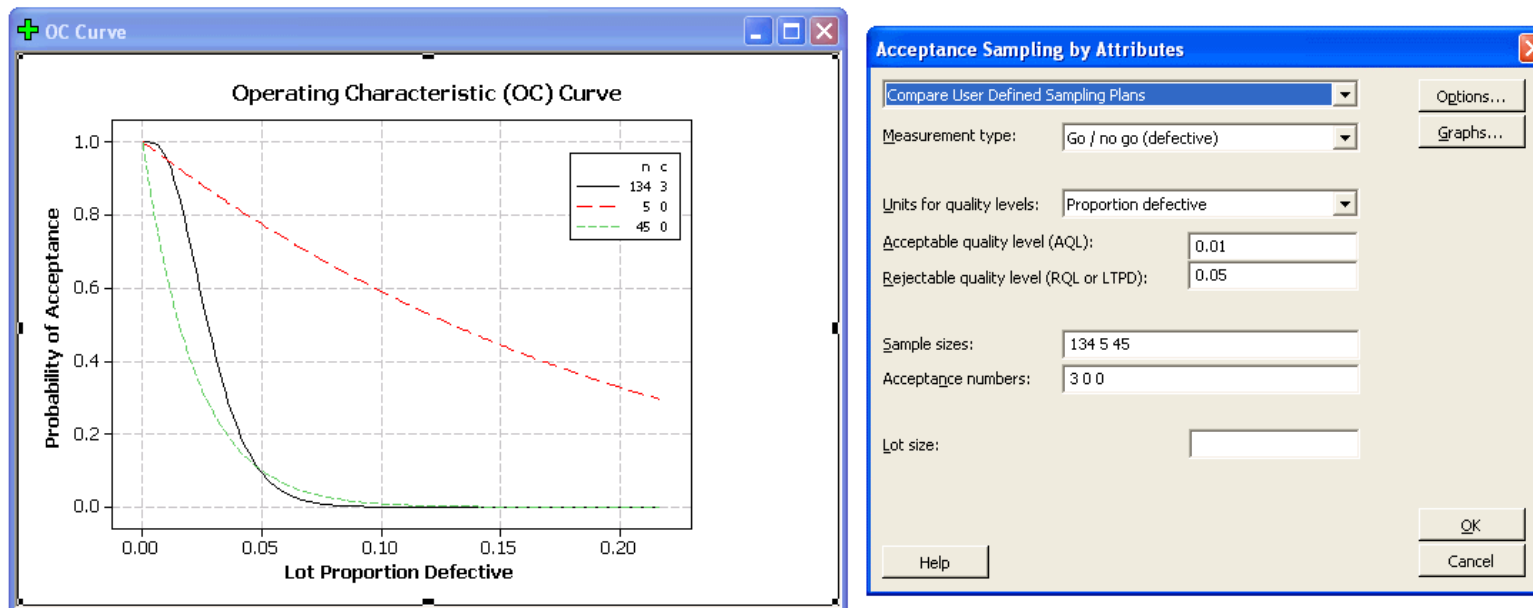 OC Curve
Operating Characteristic (OC) Curve
Probability of Acceptance
1.0
0.8
0.6
0.4
0.2
0.0
n c
134 3
5 0
45 0
0.00 0.05 0.10 0.15 0.20
Lot Proportion Defective
Acceptance Sampling by Attributes
Compare User Defined Sampling Plans
Options...
Graphs...
Measurement type: Go / no go (defective)
Units for quality levels: Proportion defective
Acceptable quality level (AQL): 0.01
Rejectable quality level (RQL or LTPD): 0.05
Sample sizes: 134 5 45
Acceptance numbers: 3 0 0
Lot size:
OK
Help
Cancel